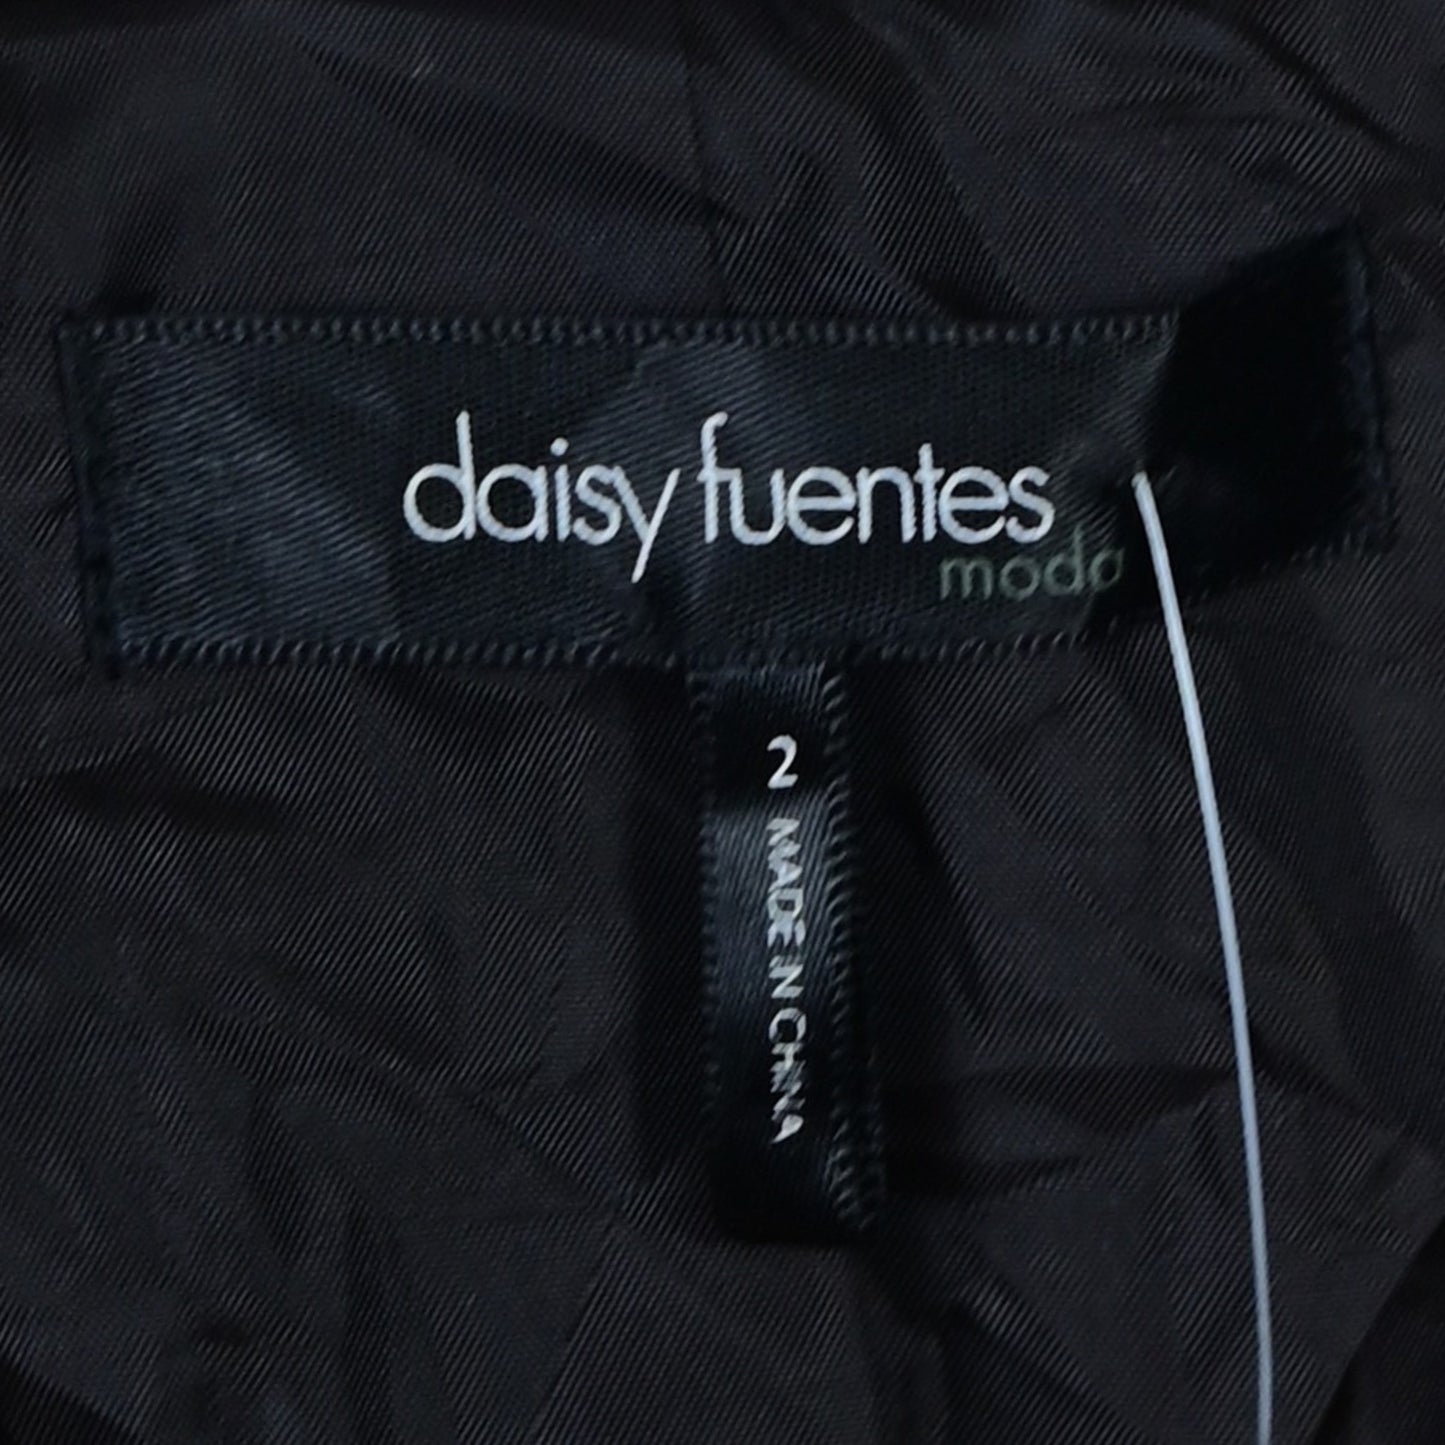 daisy fuentes
moda
2
MADE IN CHINA